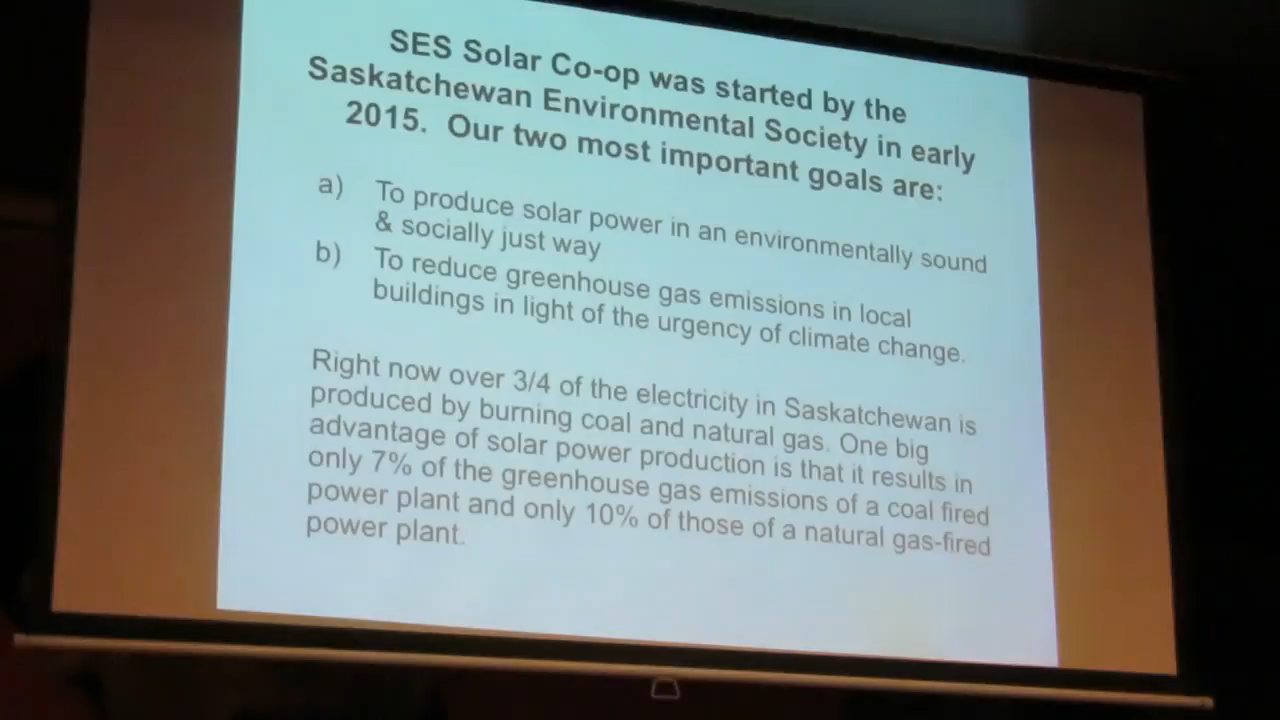 SES Solar Co-op was started by the
Saskatchewan Environmental Society in early
2015. Our two most important goals are:
a) To produce solar power in an environmentally sound
& socially just way
b) To reduce greenhouse gas emissions in local
buildings in light of the urgency of climate change.
Right now over 3/4 of the electricity in Saskatchewan is
produced by burning coal and natural gas. One big
advantage of solar power production is that it results in
only 7% of the greenhouse gas emissions of a coal fired
power plant and only 10% of those of a natural gas-fired
power plant.